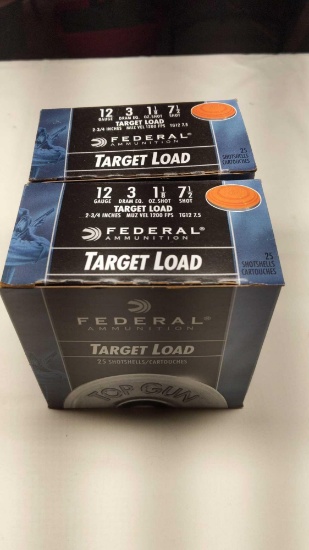 12 3 1 1/8 7 1/2
GAUGE DRAM EQ. OZ. SHOT SHOT
TARGET LOAD
2-3/4 INCHES MUZ VEL 1200 FPS TG12 7.5
FEDERAL
AMMUNITION
TARGET LOAD
25
SHOTSHELLS
CARTOUCHES
12 3 1 1/8 7 1/2
GAUGE DRAM EQ. OZ. SHOT SHOT
TARGET LOAD
2-3/4 INCHES MUZ VEL 1200 FPS TG12 7.5
FEDERAL
AMMUNITION
TARGET LOAD
25
SHOTSHELLS
CARTOUCHES
FEDERAL
AMMUNITION
TARGET LOAD
25 SHOTSHELLS/CARTOUCHES
TOP GUN